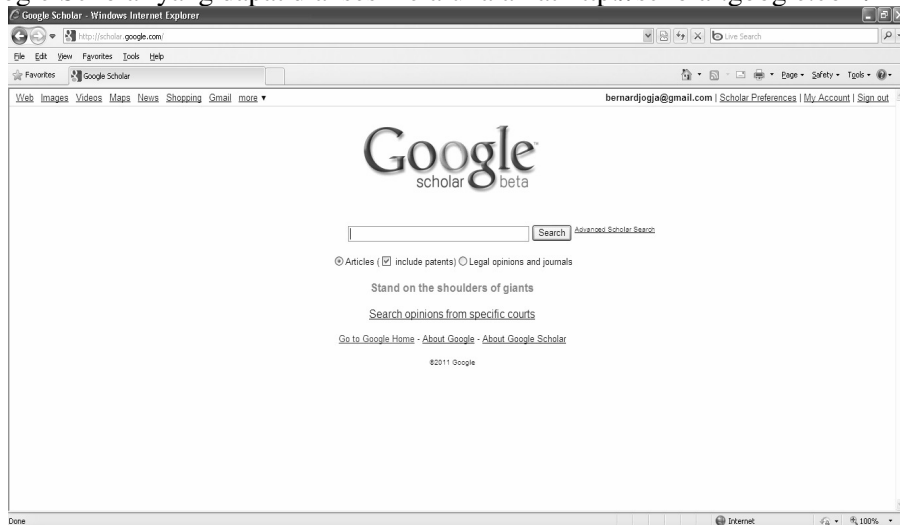 Google Scholar - Windows Internet Explorer
http://scholar.google.com/
Live Search
File Edit View Favorites Tools Help
Favorites Google Scholar
Page Safety Tools
Web Images Videos Maps News Shopping Gmail more ▼
bernardjogja@gmail.com | Scholar Preferences | My Account | Sign out
Google
scholar beta
Search Advanced Scholar Search
Articles ( include patents) Legal opinions and journals
Stand on the shoulders of giants
Search opinions from specific courts
Go to Google Home - About Google - About Google Scholar
©2011 Google
Done Internet 100%